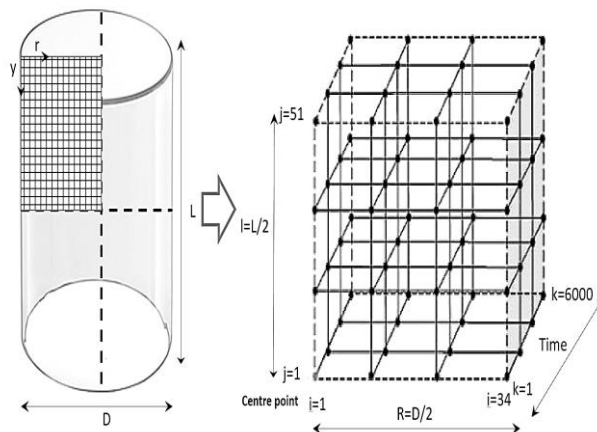 r
y
L
D
j=51
l=L/2
k=6000
Time
j=1
k=1
Centre point
i=1
i=34
R=D/2